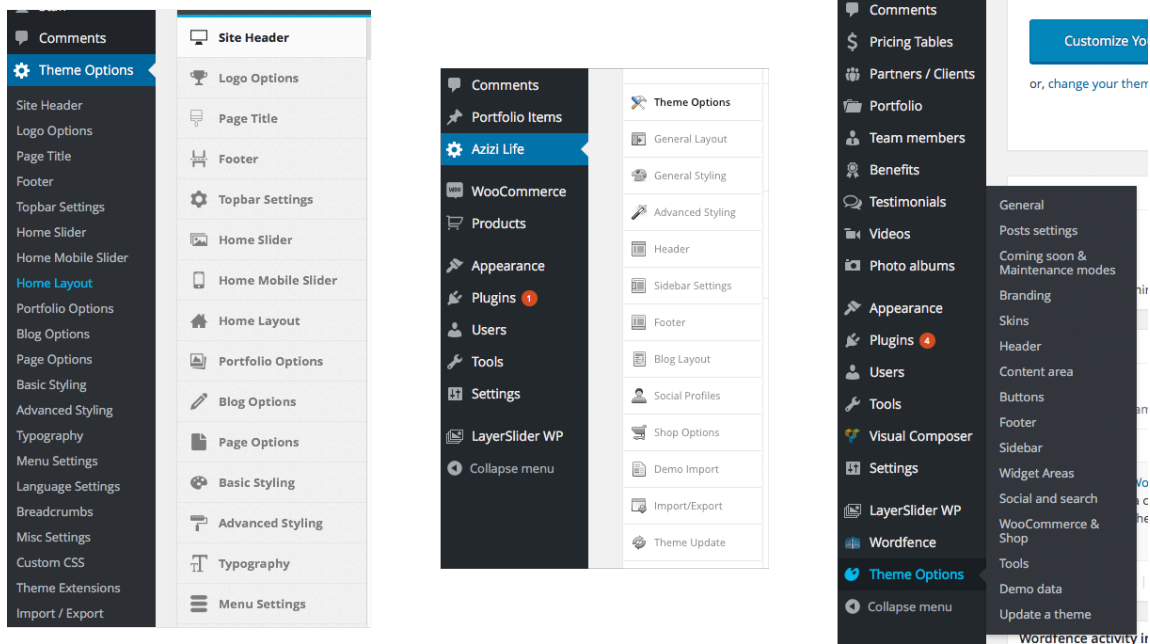 Comments
Theme Options
Site Header
Logo Options
Page Title
Footer
Topbar Settings
Home Slider
Home Mobile Slider
Home Layout
Portfolio Options
Blog Options
Page Options
Basic Styling
Advanced Styling
Typography
Menu Settings
Language Settings
Breadcrumbs
Misc Settings
Custom CSS
Theme Extensions
Import / Export
Site Header
Logo Options
Page Title
Footer
Topbar Settings
Home Slider
Home Mobile Slider
Home Layout
Portfolio Options
Blog Options
Page Options
Basic Styling
Advanced Styling
Typography
Menu Settings
Comments
Portfolio Items
Azizi Life
WooCommerce
Products
Appearance
Plugins 1
Users
Tools
Settings
LayerSlider WP
Collapse menu
Theme Options
General Layout
General Styling
Advanced Styling
Header
Sidebar Settings
Footer
Blog Layout
Social Profiles
Shop Options
Demo Import
Import/Export
Theme Update
Comments
Pricing Tables
Partners / Clients
Portfolio
Team members
Benefits
Testimonials
Videos
Photo albums
Appearance
Plugins 4
Users
Tools
Visual Composer
Settings
LayerSlider WP
Wordfence
Theme Options
Collapse menu
Customize Yo
or, change your them
General
Posts settings
Coming soon &
Maintenance modes
Branding
Skins
Header
Content area
Buttons
Footer
Sidebar
Widget Areas
Social and search
WooCommerce &
Shop
Tools
Demo data
Update a theme
Wordfence activity in